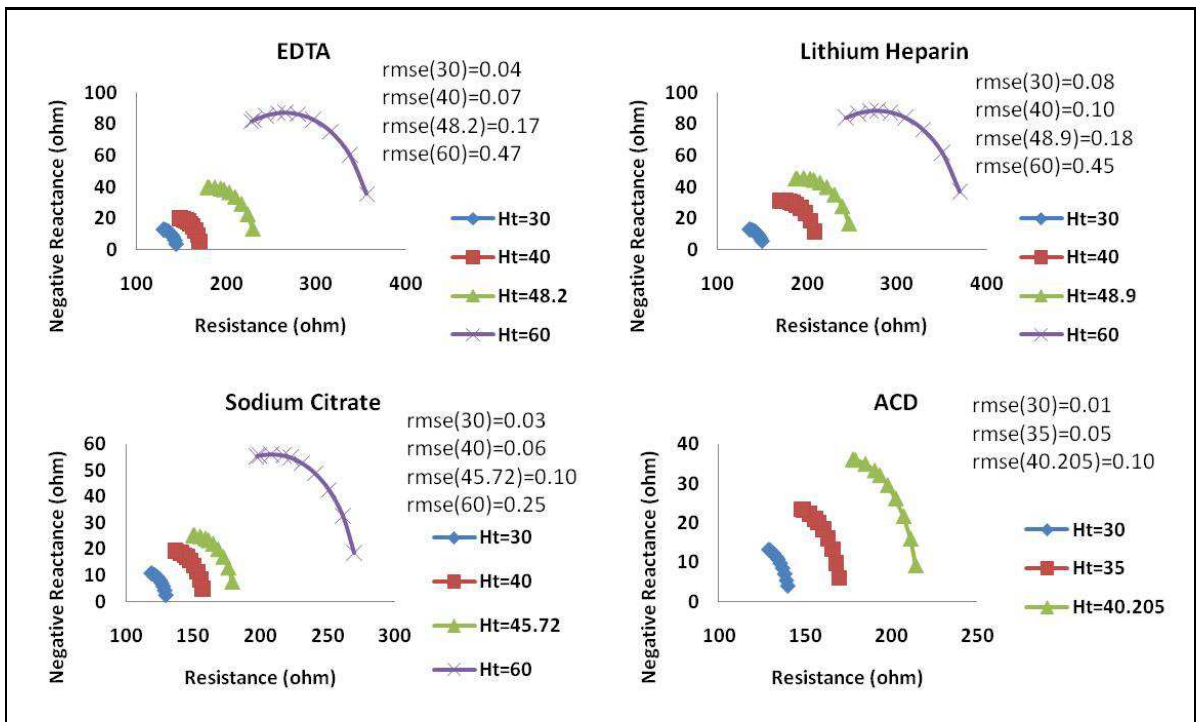 EDTA
rmse(30)=0.04
rmse(40)=0.07
rmse(48.2)=0.17
rmse(60)=0.47
Negative Reactance (ohm)
100
80
60
40
20
0
100 200 300 400
Resistance (ohm)
Ht=30
Ht=40
Ht=48.2
Ht=60
Lithium Heparin
rmse(30)=0.08
rmse(40)=0.10
rmse(48.9)=0.18
rmse(60)=0.45
Negative Reactance (ohm)
100
80
60
40
20
0
100 200 300 400
Resistance (ohm)
Ht=30
Ht=40
Ht=48.9
Ht=60
Sodium Citrate
rmse(30)=0.03
rmse(40)=0.06
rmse(45.72)=0.10
rmse(60)=0.25
Negative Reactance (ohm)
60
50
40
30
20
10
0
100 150 200 250 300
Resistance (ohm)
Ht=30
Ht=40
Ht=45.72
Ht=60
ACD
rmse(30)=0.01
rmse(35)=0.05
rmse(40.205)=0.10
Negative Reactance (ohm)
40
30
20
10
0
100 150 200 250
Resistance (ohm)
Ht=30
Ht=35
Ht=40.205